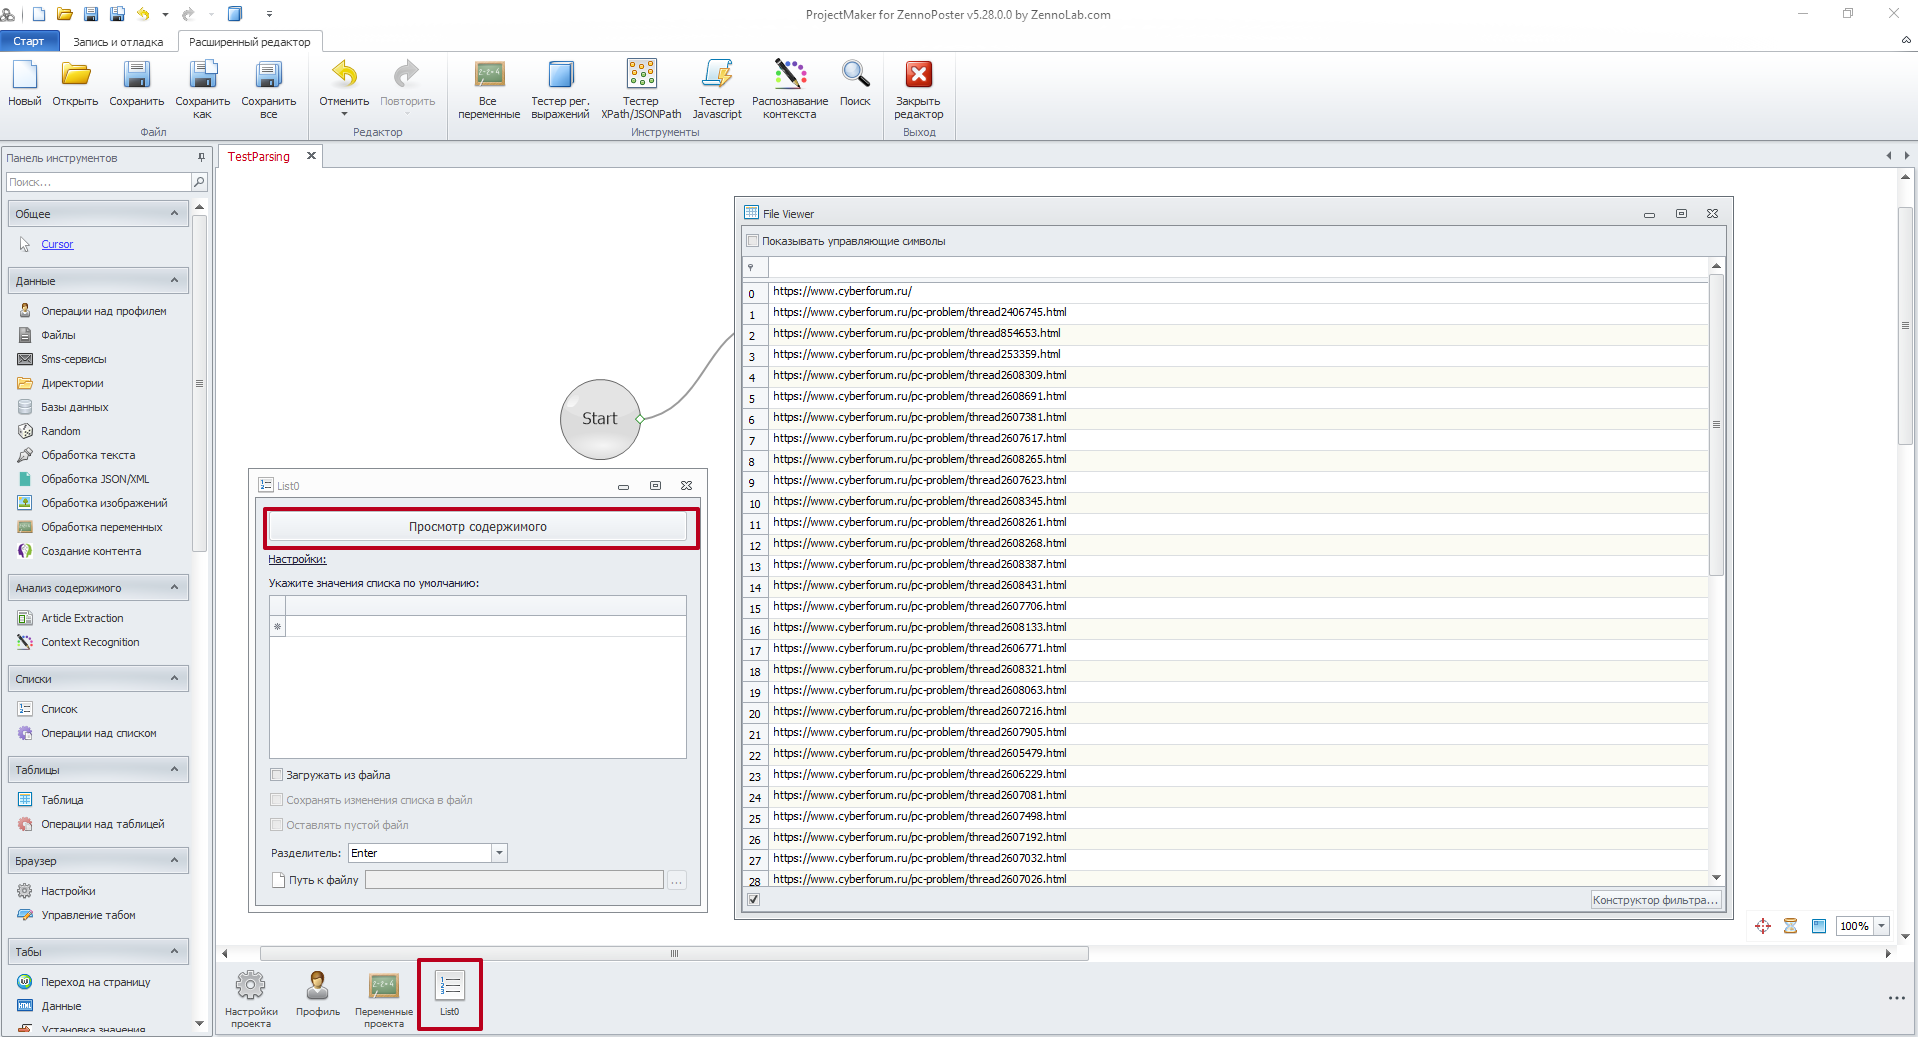 ProjectMaker for ZennoPoster v5.28.0.0 by ZennoLab.com
Старт
Запись и отладка
Расширенный редактор
Новый
Открыть
Сохранить
Сохранить как
Сохранить все
Файл
Отменить
Повторить
Редактор
Все переменные
Тестер рег. выражений
Тестер XPath/JSONPath
Тестер Javascript
Распознавание контекста
Поиск
Инструменты
Закрыть редактор
Выход
Панель инструментов
Поиск...
Общее
Cursor
Данные
Операции над профилем
Файлы
Sms-сервисы
Директории
Базы данных
Random
Обработка текста
Обработка JSON/XML
Обработка изображений
Обработка переменных
Создание контента
Анализ содержимого
Article Extraction
Context Recognition
Списки
Список
Операции над списком
Таблицы
Таблица
Операции над таблицей
Браузер
Настройки
Управление табом
Табы
Переход на страницу
Данные
Установка значения
TestParsing
Start
List0
Просмотр содержимого
Настройки:
Укажите значения списка по умолчанию:
Загружать из файла
Сохранять изменения списка в файл
Оставлять пустой файл
Разделитель: Enter
Путь к файлу ...
File Viewer
Показывать управляющие символы
0 https://www.cyberforum.ru/
1 https://www.cyberforum.ru/pc-problem/thread2406745.html
2 https://www.cyberforum.ru/pc-problem/thread854653.html
3 https://www.cyberforum.ru/pc-problem/thread253359.html
4 https://www.cyberforum.ru/pc-problem/thread2608309.html
5 https://www.cyberforum.ru/pc-problem/thread2608691.html
6 https://www.cyberforum.ru/pc-problem/thread2607381.html
7 https://www.cyberforum.ru/pc-problem/thread2607617.html
8 https://www.cyberforum.ru/pc-problem/thread2608265.html
9 https://www.cyberforum.ru/pc-problem/thread2607623.html
10 https://www.cyberforum.ru/pc-problem/thread2608345.html
11 https://www.cyberforum.ru/pc-problem/thread2608261.html
12 https://www.cyberforum.ru/pc-problem/thread2608268.html
13 https://www.cyberforum.ru/pc-problem/thread2608387.html
14 https://www.cyberforum.ru/pc-problem/thread2608431.html
15 https://www.cyberforum.ru/pc-problem/thread2607706.html
16 https://www.cyberforum.ru/pc-problem/thread2608133.html
17 https://www.cyberforum.ru/pc-problem/thread2606771.html
18 https://www.cyberforum.ru/pc-problem/thread2608321.html
19 https://www.cyberforum.ru/pc-problem/thread2608063.html
20 https://www.cyberforum.ru/pc-problem/thread2607216.html
21 https://www.cyberforum.ru/pc-problem/thread2607905.html
22 https://www.cyberforum.ru/pc-problem/thread2605479.html
23 https://www.cyberforum.ru/pc-problem/thread2606229.html
24 https://www.cyberforum.ru/pc-problem/thread2607081.html
25 https://www.cyberforum.ru/pc-problem/thread2607498.html
26 https://www.cyberforum.ru/pc-problem/thread2607192.html
27 https://www.cyberforum.ru/pc-problem/thread2607032.html
28 https://www.cyberforum.ru/pc-problem/thread2607026.html
Конструктор фильтра...
100%
Настройки проекта
Профиль
Переменные проекта
List0